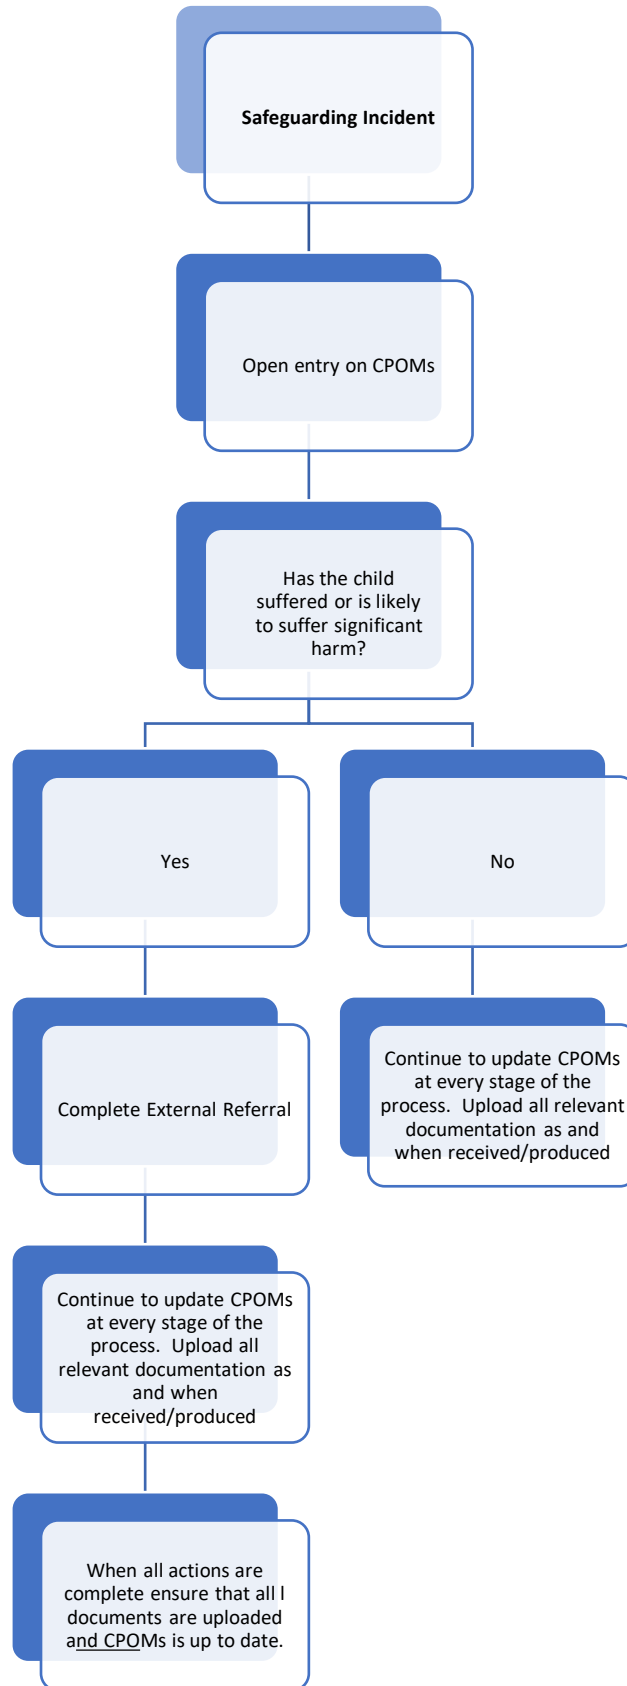 Safeguarding Incident
Open entry on CPOMs
Has the child
suffered or is likely
to suffer significant
harm?
Yes
No
Complete External Referral
Continue to update CPOMs
at every stage of the
process. Upload all relevant
documentation as and
when received/produced
Continue to update CPOMs
at every stage of the
process. Upload all
relevant documentation as
and when
received/produced
When all actions are
complete ensure that all l
documents are uploaded
and CPOMs is up to date.